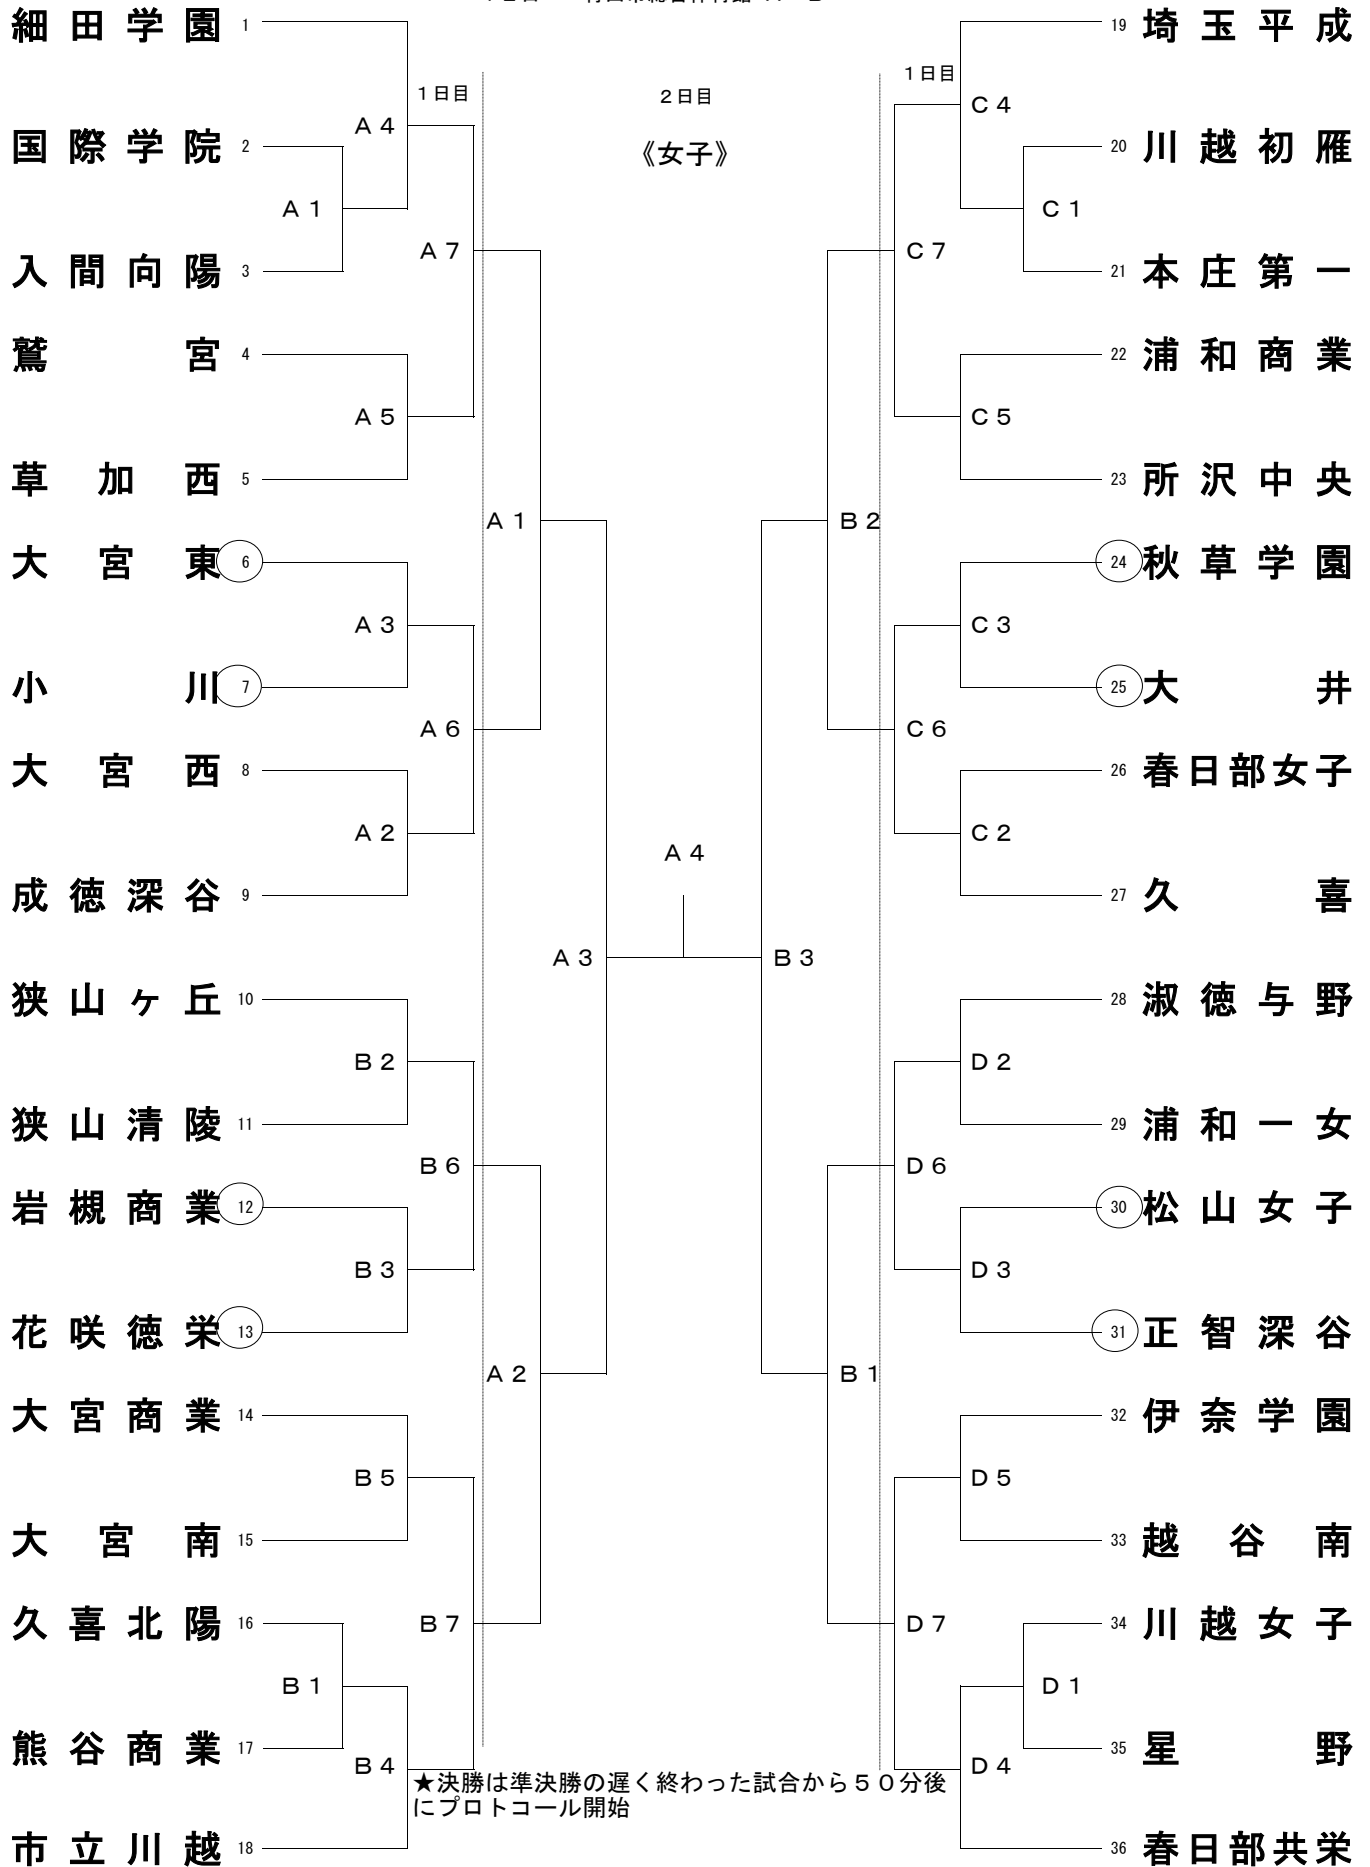 細田学園 1
国際学院 2
入間向陽 3
鷲宮 4
草加西 5
大宮東 6
小川 7
大宮西 8
成徳深谷 9
狭山ヶ丘 10
狭山清陵 11
岩槻商業 12
花咲徳栄 13
大宮商業 14
大宮南 15
久喜北陽 16
熊谷商業 17
市立川越 18
A1
B1
A4
A5
A3
A2
B2
B3
B5
B4
1日目
A7
A6
B6
B7
A1
A2
A3
2日目
《女子》
A4
B3
B2
B1
1日目
C7
C6
D6
D7
C4
C5
C3
C2
D2
D3
D5
D4
C1
D1
19 埼玉平成
20 川越初雁
21 本庄第一
22 浦和商業
23 所沢中央
24 秋草学園
25 大井
26 春日部女子
27 久喜
28 淑徳与野
29 浦和一女
30 松山女子
31 正智深谷
32 伊奈学園
33 越谷南
34 川越女子
35 星野
36 春日部共栄
★決勝は準決勝の遅く終わった試合から50分後
にプロトコール開始